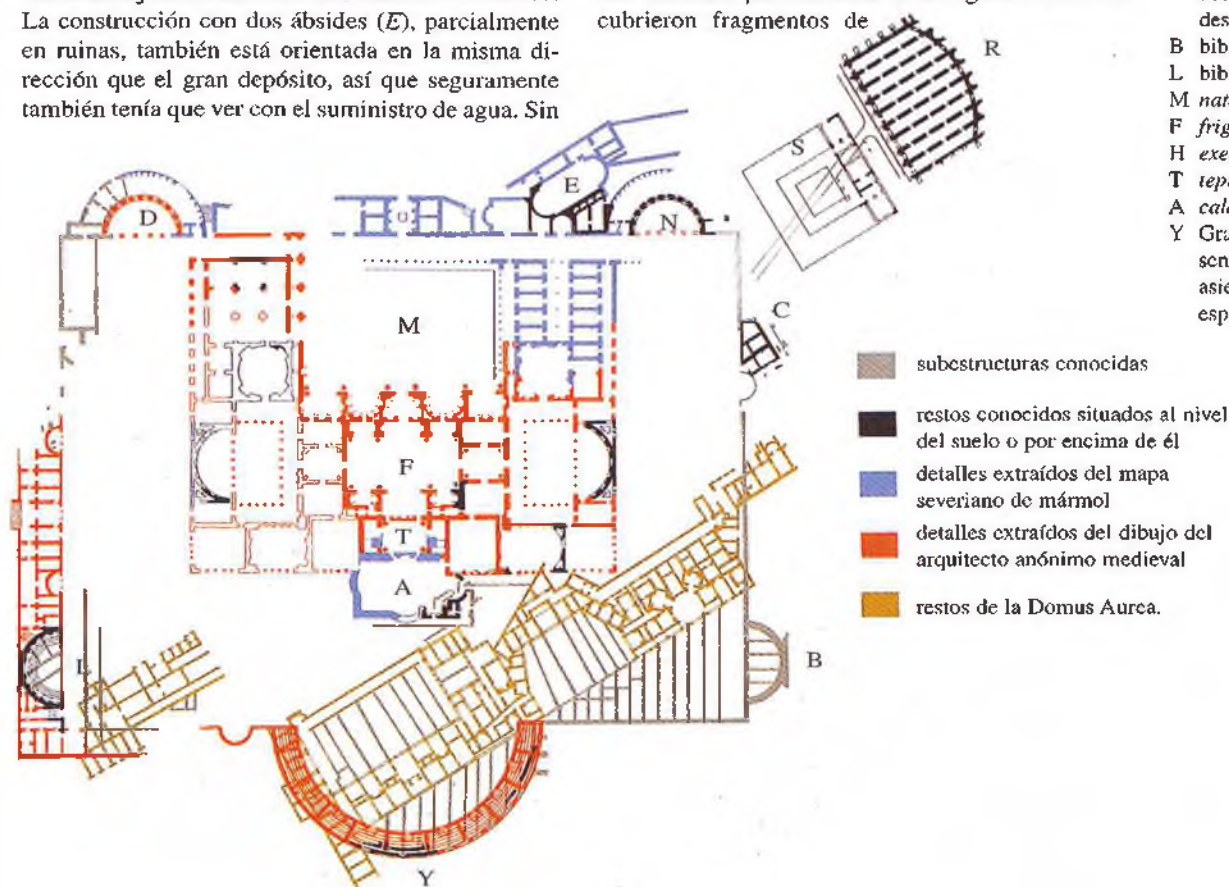 La construcción con dos ábsides (E), parcialmente
en ruinas, también está orientada en la misma di-
rección que el gran depósito, así que seguramente
también tenía que ver con el suministro de agua. Sin
cubrieron fragmentos de
des
B bib
L bib
M nat
F frig
H exe
T tep
A cal
Y Gra
sen
asie
esp
R
S
E
D
N
C
M
F
T
A
L
B
Y
subestructuras conocidas
restos conocidos situados al nivel
del suelo o por encima de él
detalles extraídos del mapa
severiano de mármol
detalles extraídos del dibujo del
arquitecto anónimo medieval
restos de la Domus Aurea.